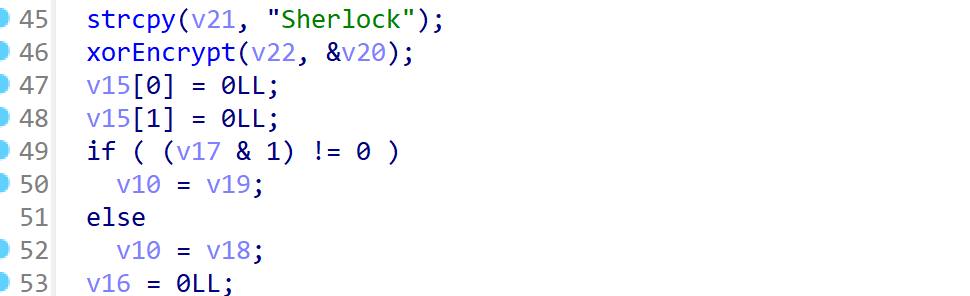 45 strcpy(v21, "Sherlock");
46 xorEncrypt(v22, &v20);
47 v15[0] = 0LL;
48 v15[1] = 0LL;
49 if ( (v17 & 1) != 0 )
50 v10 = v19;
51 else
52 v10 = v18;
53 v16 = 0LL;